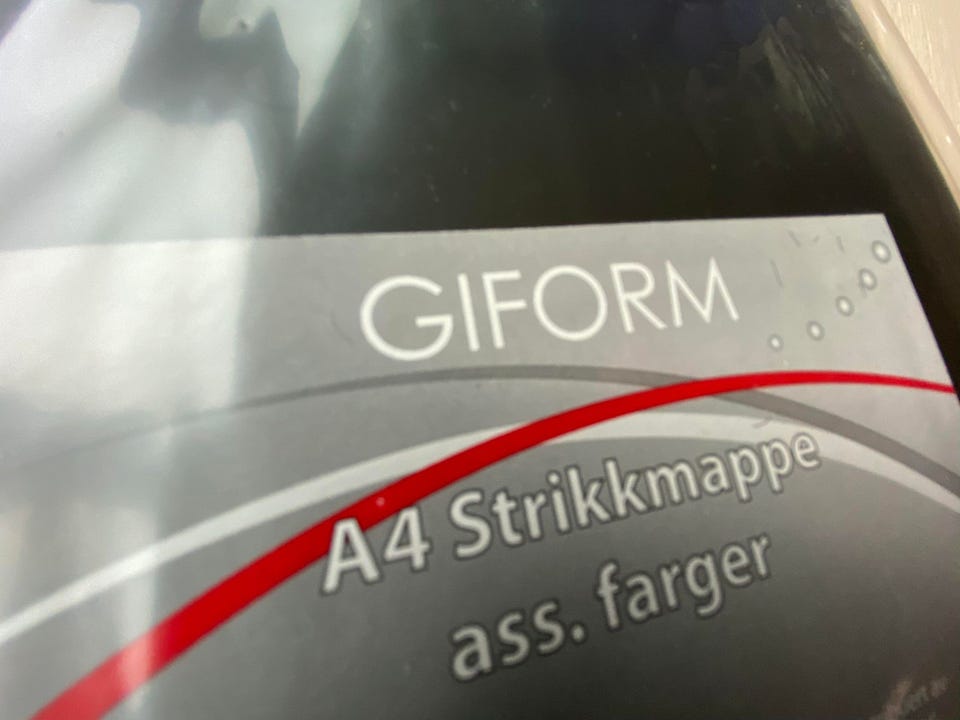 GIFORM
A4 Strikkmappe
ass. farger